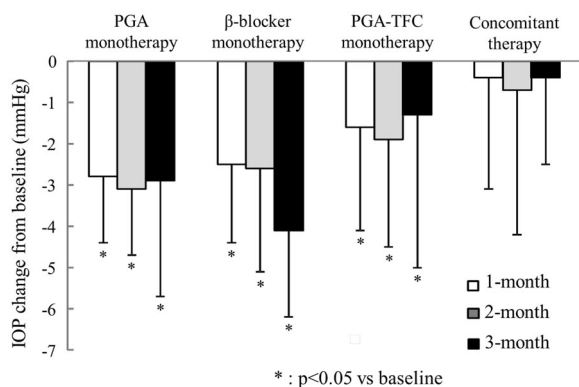 PGA
monotherapy
β-blocker
monotherapy
PGA-TFC
monotherapy
Concomitant
therapy
IOP change from baseline (mmHg)
0
-1
-2
-3
-4
-5
-6
-7
* * *
* * *
* * *
1-month
2-month
3-month
* : p<0.05 vs baseline